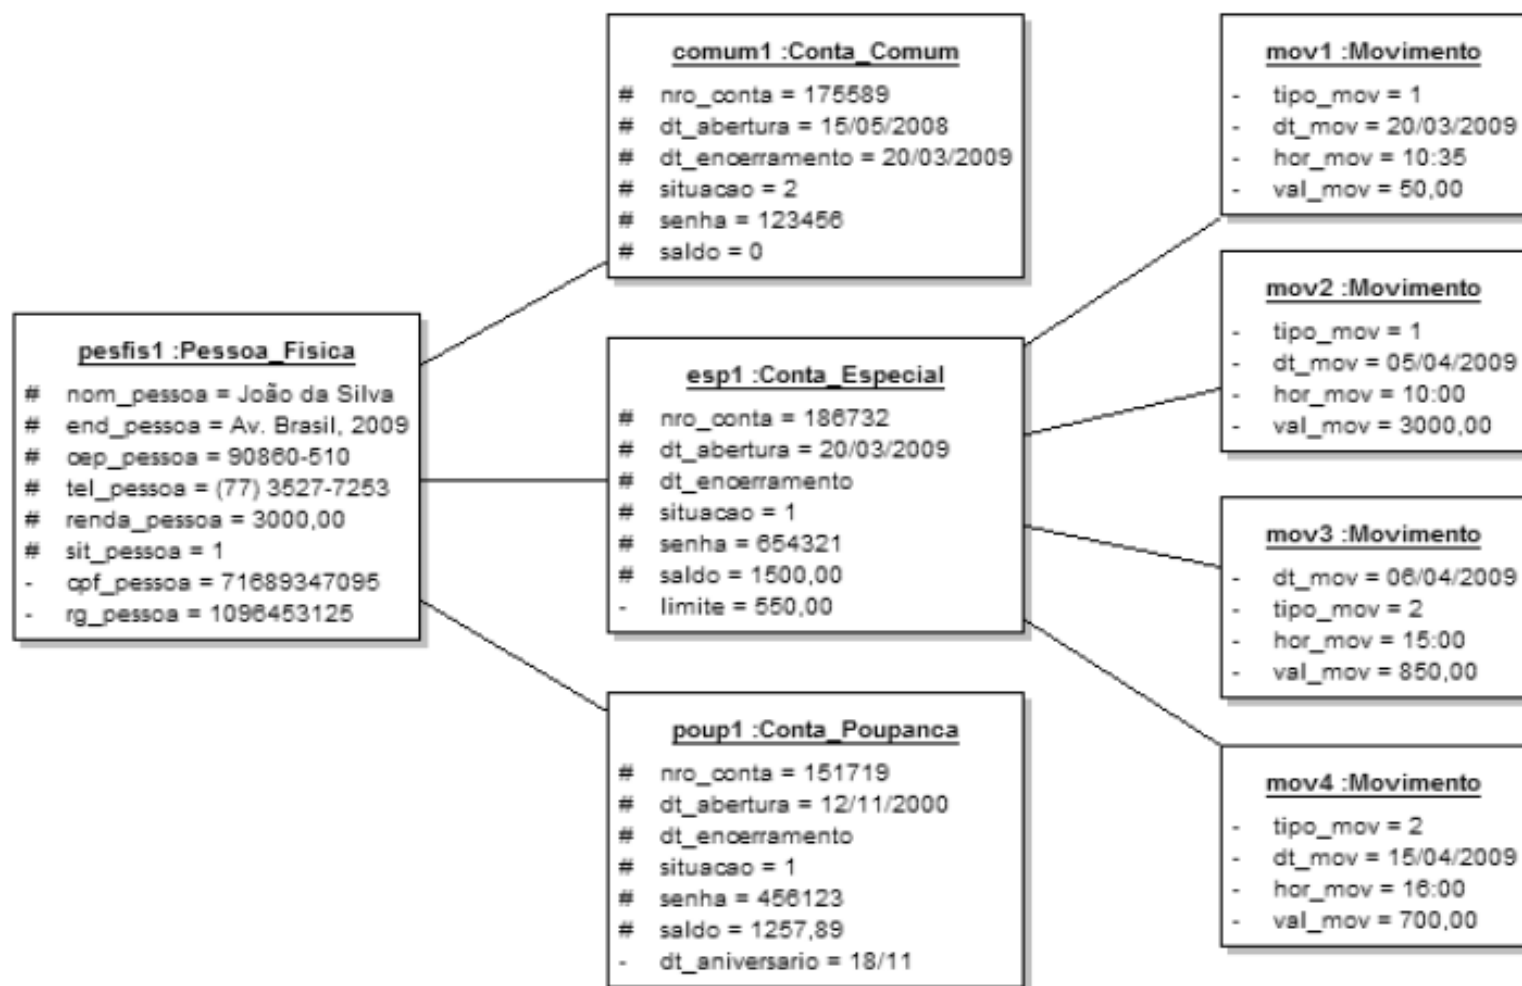 comum1 :Conta_Comum
# nro_conta = 175589
# dt_abertura = 15/05/2008
# dt_encerramento = 20/03/2009
# situacao = 2
# senha = 123456
# saldo = 0
mov1 :Movimento
- tipo_mov = 1
- dt_mov = 20/03/2009
- hor_mov = 10:35
- val_mov = 50,00
mov2 :Movimento
- tipo_mov = 1
- dt_mov = 05/04/2009
- hor_mov = 10:00
- val_mov = 3000,00
pesfis1 :Pessoa_Fisica
# nom_pessoa = João da Silva
# end_pessoa = Av. Brasil, 2009
# cep_pessoa = 90860-510
# tel_pessoa = (77) 3527-7253
# renda_pessoa = 3000,00
# sit_pessoa = 1
- cpf_pessoa = 71689347095
- rg_pessoa = 1096453125
esp1 :Conta_Especial
# nro_conta = 186732
# dt_abertura = 20/03/2009
# dt_encerramento
# situacao = 1
# senha = 654321
# saldo = 1500,00
- limite = 550,00
mov3 :Movimento
- dt_mov = 06/04/2009
- tipo_mov = 2
- hor_mov = 15:00
- val_mov = 850,00
poup1 :Conta_Poupanca
# nro_conta = 151719
# dt_abertura = 12/11/2000
# dt_encerramento
# situacao = 1
# senha = 456123
# saldo = 1257,89
- dt_aniversario = 18/11
mov4 :Movimento
- tipo_mov = 2
- dt_mov = 15/04/2009
- hor_mov = 16:00
- val_mov = 700,00